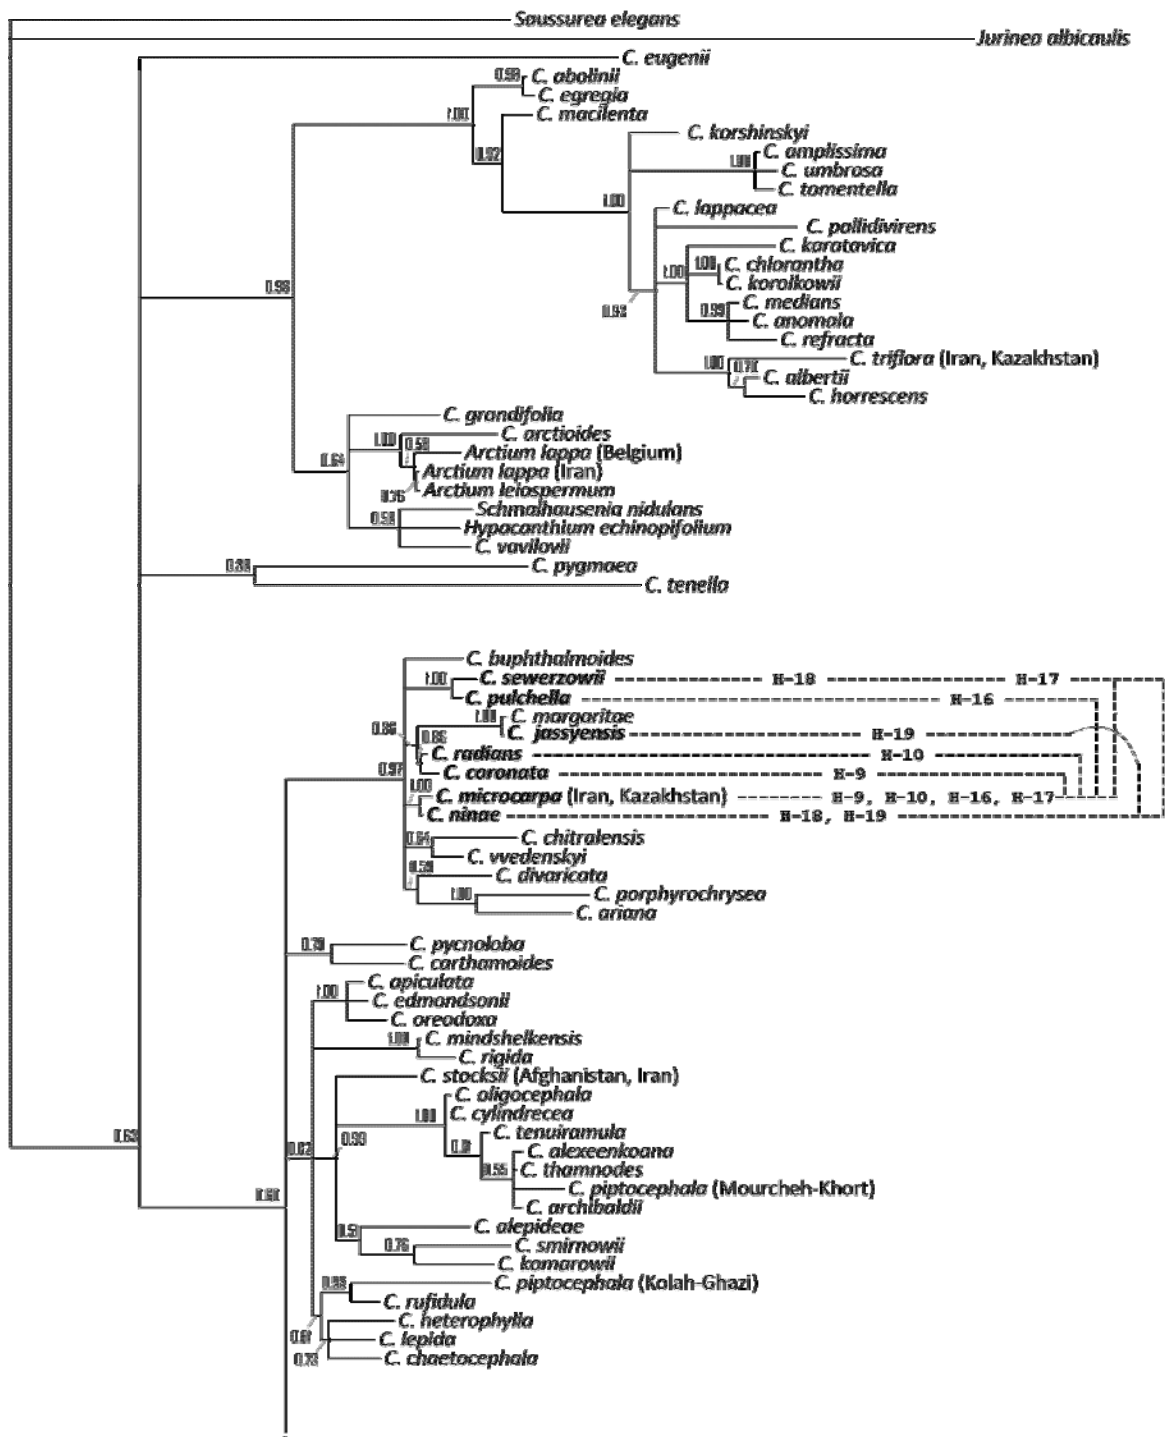 Saussurea elegans
Jurinea albicaulis
C. eugenii
0.98 C. abolinii
C. egregia
1.00 C. macilenta
C. korshinskyi
0.92 C. amplissima
1.00 C. umbrosa
C. tomentella
1.00 C. lappacea
C. pallidivirens
C. karatavica
1.00 1.00 C. chlorantha
C. korolkowii
0.98 C. medians
0.99 C. anomala
C. refracta
1.00 C. triflora (Iran, Kazakhstan)
C. albertii
C. horrescens
C. grandifolia
1.00 C. arctioides
0.58 Arctium lappa (Belgium)
0.64 Arctium lappa (Iran)
0.76 Arctium leiospermum
Schmalhausenia nidulans
0.58 Hypacanthium echinopifolium
C. vavilovii
C. pygmaea
C. tenella
C. buphthalmoides
1.00 C. sewerzowii H-18 H-17
C. pulchella H-16
1.00 C. margaritae
C. jassyensis H-19
0.86 C. radians H-10
0.97 C. coronata H-9
1.00 C. microcarpa (Iran, Kazakhstan) H-9, H-10, H-16, H-17
C. ninae H-18, H-19
0.64 C. chitralensis
C. vvedenskyi
0.59 C. divaricata
1.00 C. porphyrochrysea
C. ariana
0.79 C. pycnoloba
C. carthamoides
C. apiculata
1.00 C. edmondsonii
C. oreodoxa
1.00 C. mindshelkensis
C. rigida
C. stocksii (Afghanistan, Iran)
C. oligocephala
1.00 C. cylindrecea
0.63 C. tenuiramula
0.82 0.99 C. alexeenkoana
C. thamnodes
C. piptocephala (Mourcheh-Khort)
C. archibaldii
C. alepideae
0.76 C. smirnowii
C. komarowii
C. piptocephala (Kolah-Ghazi)
C. rufidula
C. heterophylla
C. lepida
0.73 C. chaetocephala